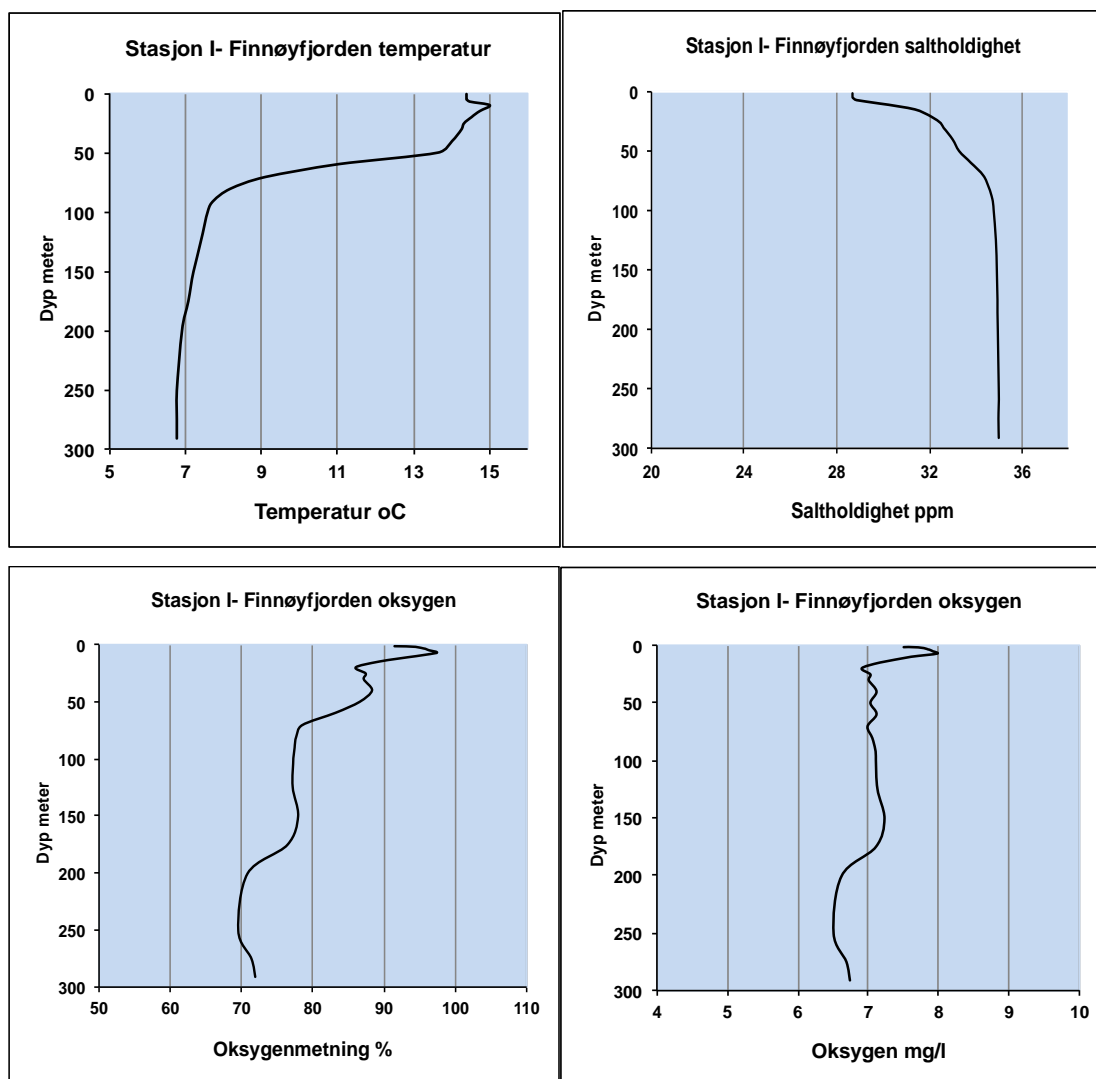 Stasjon I- Finnøyfjorden temperatur
0
50
100
150
200
250
300
Dyp meter
5 7 9 11 13 15
Temperatur oC
Stasjon I- Finnøyfjorden saltholdighet
0
50
100
150
200
250
300
Dyp meter
20 24 28 32 36
Saltholdighet ppm
Stasjon I- Finnøyfjorden oksygen
0
50
100
150
200
250
300
Dyp meter
50 60 70 80 90 100 110
Oksygenmetning %
Stasjon I- Finnøyfjorden oksygen
0
50
100
150
200
250
300
Dyp meter
4 5 6 7 8 9 10
Oksygen mg/l